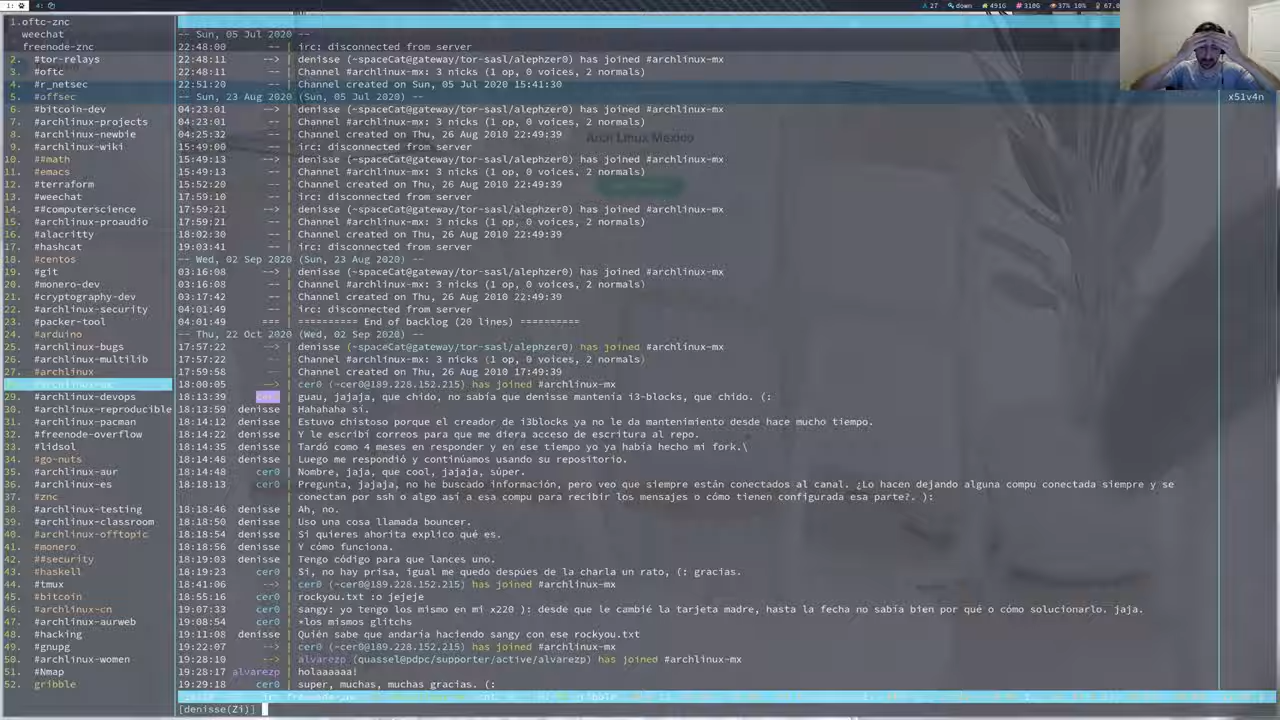 1: 4: 27 down 491G 310G 37% 10% 67.0
1.oftc-znc
weechat
freenode-znc
2. #tor-relays
3. #oftc
4. #r_netsec
5. #offsec
6. #bitcoin-dev
7. #archlinux-projects
8. #archlinux-newbie
9. #archlinux-wiki
10. ##math
11. #emacs
12. #terraform
13. #weechat
14. ##computerscience
15. #archlinux-proaudio
16. #alacritty
17. #hashcat
18. #centos
19. #git
20. #monero-dev
21. #cryptography-dev
22. #archlinux-security
23. #packer-tool
24. #arduino
25. #archlinux-bugs
26. #archlinux-multilib
27. #archlinux
29. #archlinux-devops
30. #archlinux-reproducible
31. #archlinux-pacman
32. #freenode-overflow
33. #lidsol
34. #go-nuts
35. #archlinux-aur
36. #archlinux-es
37. #znc
38. #archlinux-testing
39. #archlinux-classroom
40. #archlinux-offtopic
41. #monero
42. ##security
43. #haskell
44. #tmux
45. #bitcoin
46. #archlinux-cn
47. #archlinux-aurweb
48. #hacking
49. #gnupg
50. #archlinux-women
51. #Nmap
52. gribble
-- Sun, 05 Jul 2020 --
22:48:00 -- | irc: disconnected from server
22:48:11 --> | denisse (~spaceCat@gateway/tor-sasl/alephzer0) has joined #archlinux-mx
22:48:11 -- | Channel #archlinux-mx: 3 nicks (1 op, 0 voices, 2 normals)
22:51:20 -- | Channel created on Thu, 05 Jul 2020 15:41:30
-- Sun, 23 Aug 2020 (Sun, 05 Jul 2020) --
04:23:01 --> | denisse (~spaceCat@gateway/tor-sasl/alephzer0) has joined #archlinux-mx
04:23:01 -- | Channel #archlinux-mx: 3 nicks (1 op, 0 voices, 2 normals)
04:25:32 -- | Channel created on Thu, 26 Aug 2010 22:49:39
15:49:00 -- | irc: disconnected from server
15:49:13 --> | denisse (~spaceCat@gateway/tor-sasl/alephzer0) has joined #archlinux-mx
15:49:13 -- | Channel #archlinux-mx: 3 nicks (1 op, 0 voices, 2 normals)
15:52:20 -- | Channel created on Thu, 26 Aug 2010 22:49:39
17:59:10 -- | irc: disconnected from server
17:59:21 --> | denisse (~spaceCat@gateway/tor-sasl/alephzer0) has joined #archlinux-mx
17:59:21 -- | Channel #archlinux-mx: 3 nicks (1 op, 0 voices, 2 normals)
18:02:30 -- | Channel created on Thu, 26 Aug 2010 22:49:39
19:03:41 -- | irc: disconnected from server
-- Wed, 02 Sep 2020 (Sun, 23 Aug 2020) --
03:16:08 --> | denisse (~spaceCat@gateway/tor-sasl/alephzer0) has joined #archlinux-mx
03:16:08 -- | Channel #archlinux-mx: 3 nicks (1 op, 0 voices, 2 normals)
03:17:42 -- | Channel created on Thu, 26 Aug 2010 22:49:39
04:01:49 -- | irc: disconnected from server
04:01:49 === | ========== End of backlog (20 lines) ==========
-- Thu, 22 Oct 2020 (Wed, 02 Sep 2020) --
17:57:22 --> | denisse (~spaceCat@gateway/tor-sasl/alephzer0) has joined #archlinux-mx
17:57:22 -- | Channel #archlinux-mx: 3 nicks (1 op, 0 voices, 2 normals)
17:59:58 -- | Channel created on Thu, 26 Aug 2010 17:49:39
18:00:05 --> | cer0 (~cer0@189.228.152.215) has joined #archlinux-mx
18:13:39 cer0 | guau, jajaja, que chido, no sabía que denisse mantenía i3-blocks, que chido. (:
18:13:59 denisse | Hahahaha sí.
18:14:12 denisse | Estuvo chistoso porque el creador de i3blocks ya no le da mantenimiento desde hace mucho tiempo.
18:14:22 denisse | Y le escribí correos para que me diera acceso de escritura al repo.
18:14:35 denisse | Tardó como 4 meses en responder y en ese tiempo yo ya había hecho mi fork.\
18:14:48 denisse | Luego me respondió y continúamos usando su repositorio.
18:14:48 cer0 | Nombre, jaja, que cool, jajaja, súper.
18:18:13 cer0 | Pregunta, jajaja, no he buscado información, pero veo que siempre están conectados al canal. ¿Lo hacen dejando alguna compu conectada siempre y se
conectan por ssh o algo así a esa compu para recibir los mensajes o cómo tienen configurada esa parte?. ):
18:18:46 denisse | Ah, no.
18:18:50 denisse | Uso una cosa llamada bouncer.
18:18:54 denisse | Si quieres ahorita explico qué es.
18:18:56 denisse | Y cómo funciona.
18:19:03 denisse | Tengo código para que lances uno.
18:19:23 cer0 | Si, no hay prisa, igual me quedo despúes de la charla un rato, (: gracias.
18:41:06 --> | cer0 (~cer0@189.228.152.215) has joined #archlinux-mx
18:55:16 cer0 | rockyou.txt :o jejeje
19:07:33 cer0 | sangy: yo tengo los mismo en mi x220 ): desde que le cambié la tarjeta madre, hasta la fecha no sabía bien por qué o cómo solucionarlo. jaja.
19:08:54 cer0 | *los mismos glitchs
19:11:08 denisse | Quién sabe que andaría haciendo sangy con ese rockyou.txt
19:22:07 --> | cer0 (~cer0@189.228.152.215) has joined #archlinux-mx
19:28:10 --> | alvarezp (quassel@pdpc/supporter/active/alvarezp) has joined #archlinux-mx
19:28:17 alvarezp | holaaaaaa!
19:29:18 cer0 | super, muchas, muchas gracias. (:
[denisse(Zi)]
Arch Linux Mexico
x51v4n